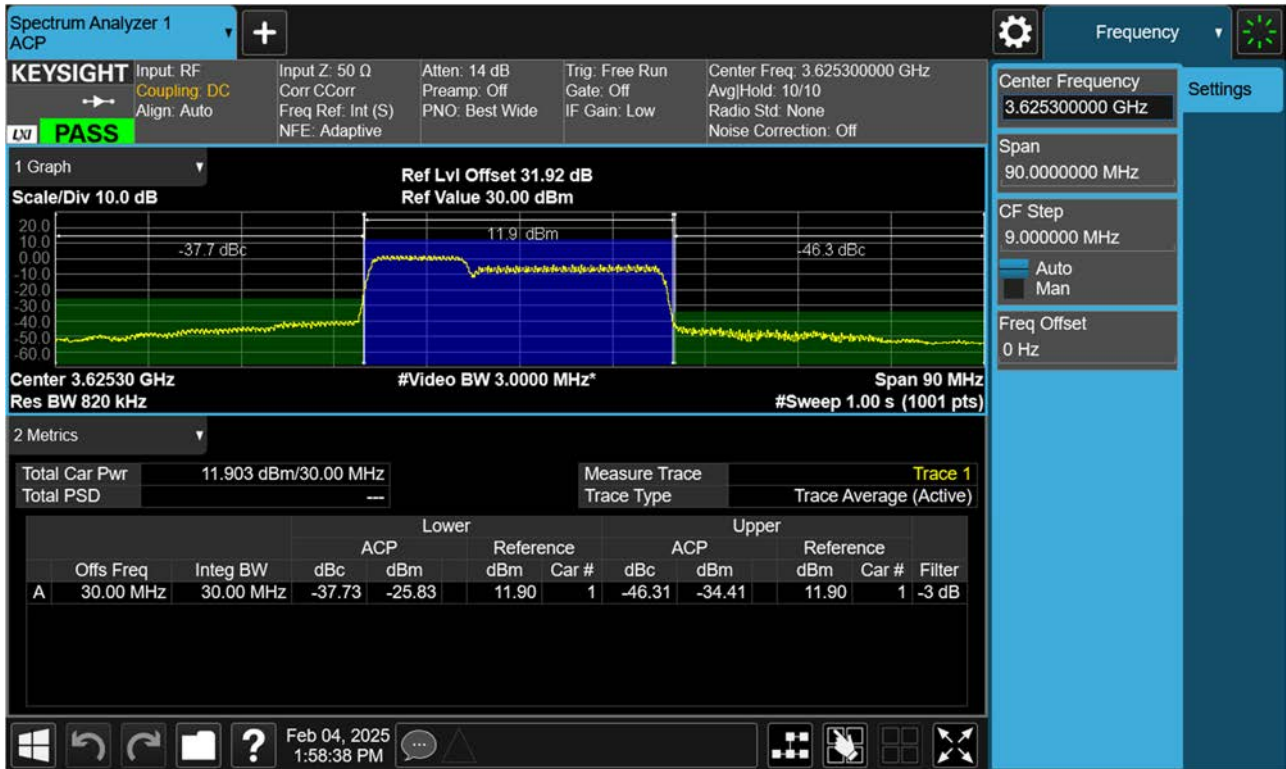 Spectrum Analyzer 1
ACP
+
Frequency
KEYSIGHT
LXI
PASS
Input: RF
Coupling: DC
Align: Auto
Input Z: 50 Ω
Corr CCorr
Freq Ref: Int (S)
NFE: Adaptive
Atten: 14 dB
Preamp: Off
PNO: Best Wide
Trig: Free Run
Gate: Off
IF Gain: Low
Center Freq: 3.625300000 GHz
Avg|Hold: 10/10
Radio Std: None
Noise Correction: Off
Center Frequency
3.625300000 GHz
Settings
Span
90.0000000 MHz
CF Step
9.000000 MHz
Auto
Man
Freq Offset
0 Hz
1 Graph
Scale/Div 10.0 dB
Ref Lvl Offset 31.92 dB
Ref Value 30.00 dBm
20.0
10.0
0.00
-10.0
-20.0
-30.0
-40.0
-50.0
-60.0
-37.7 dBc
11.9 dBm
-46.3 dBc
Center 3.62530 GHz
#Video BW 3.0000 MHz*
Span 90 MHz
Res BW 820 kHz
#Sweep 1.00 s (1001 pts)
2 Metrics
Total Car Pwr 11.903 dBm/30.00 MHz
Total PSD ---
Measure Trace Trace 1
Trace Type Trace Average (Active)
Lower Upper
ACP Reference ACP Reference
Offs Freq Integ BW dBc dBm dBm Car # dBc dBm dBm Car # Filter
A 30.00 MHz 30.00 MHz -37.73 -25.83 11.90 1 -46.31 -34.41 11.90 1 -3 dB
?
Feb 04, 2025
1:58:38 PM